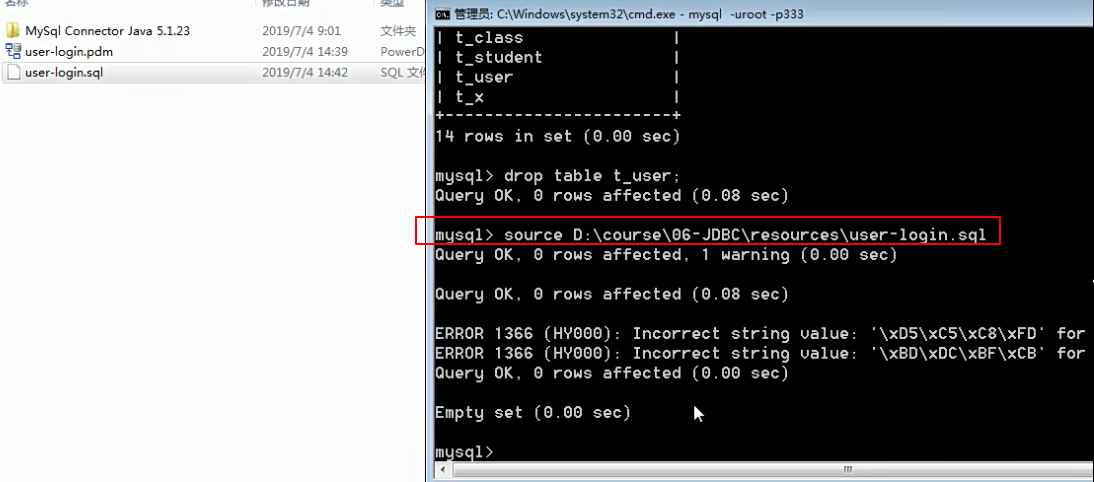 名称
修改日期
类型
MySql Connector Java 5.1.23
2019/7/4 9:01
文件夹
user-login.pdm
2019/7/4 14:39
PowerD
user-login.sql
2019/7/4 14:42
SQL 文件
管理员: C:\Windows\system32\cmd.exe - mysql  -uroot -p333
| t_class               |
| t_student             |
| t_user                |
| t_x                   |
+-----------------------+
14 rows in set (0.00 sec)
mysql> drop table t_user;
Query OK, 0 rows affected (0.08 sec)
mysql> source D:\course\06-JDBC\resources\user-login.sql
Query OK, 0 rows affected, 1 warning (0.00 sec)
Query OK, 0 rows affected (0.08 sec)
ERROR 1366 (HY000): Incorrect string value: '\xD5\xC5\xC8\xFD' for
ERROR 1366 (HY000): Incorrect string value: '\xBD\xDC\xBF\xCB' for
Query OK, 0 rows affected (0.00 sec)
Empty set (0.00 sec)
mysql>